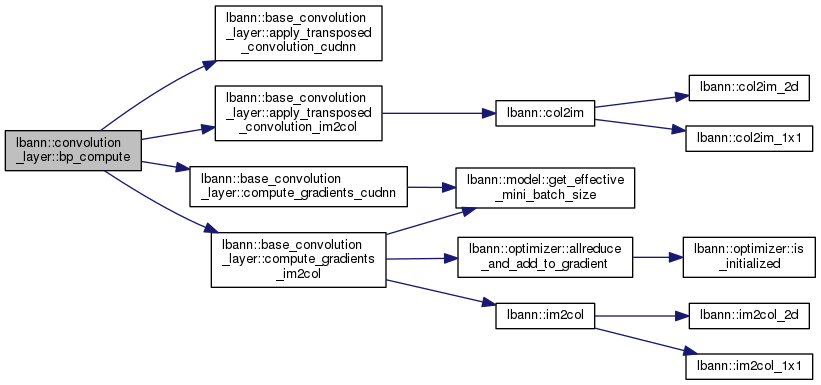 lbann::convolution
_layer::bp_compute
lbann::base_convolution
_layer::apply_transposed
_convolution_cudnn
lbann::base_convolution
_layer::apply_transposed
_convolution_im2col
lbann::col2im
lbann::col2im_2d
lbann::col2im_1x1
lbann::base_convolution
_layer::compute_gradients_cudnn
lbann::model::get_effective
_mini_batch_size
lbann::base_convolution
_layer::compute_gradients
_im2col
lbann::optimizer::allreduce
_and_add_to_gradient
lbann::optimizer::is
_initialized
lbann::im2col
lbann::im2col_2d
lbann::im2col_1x1